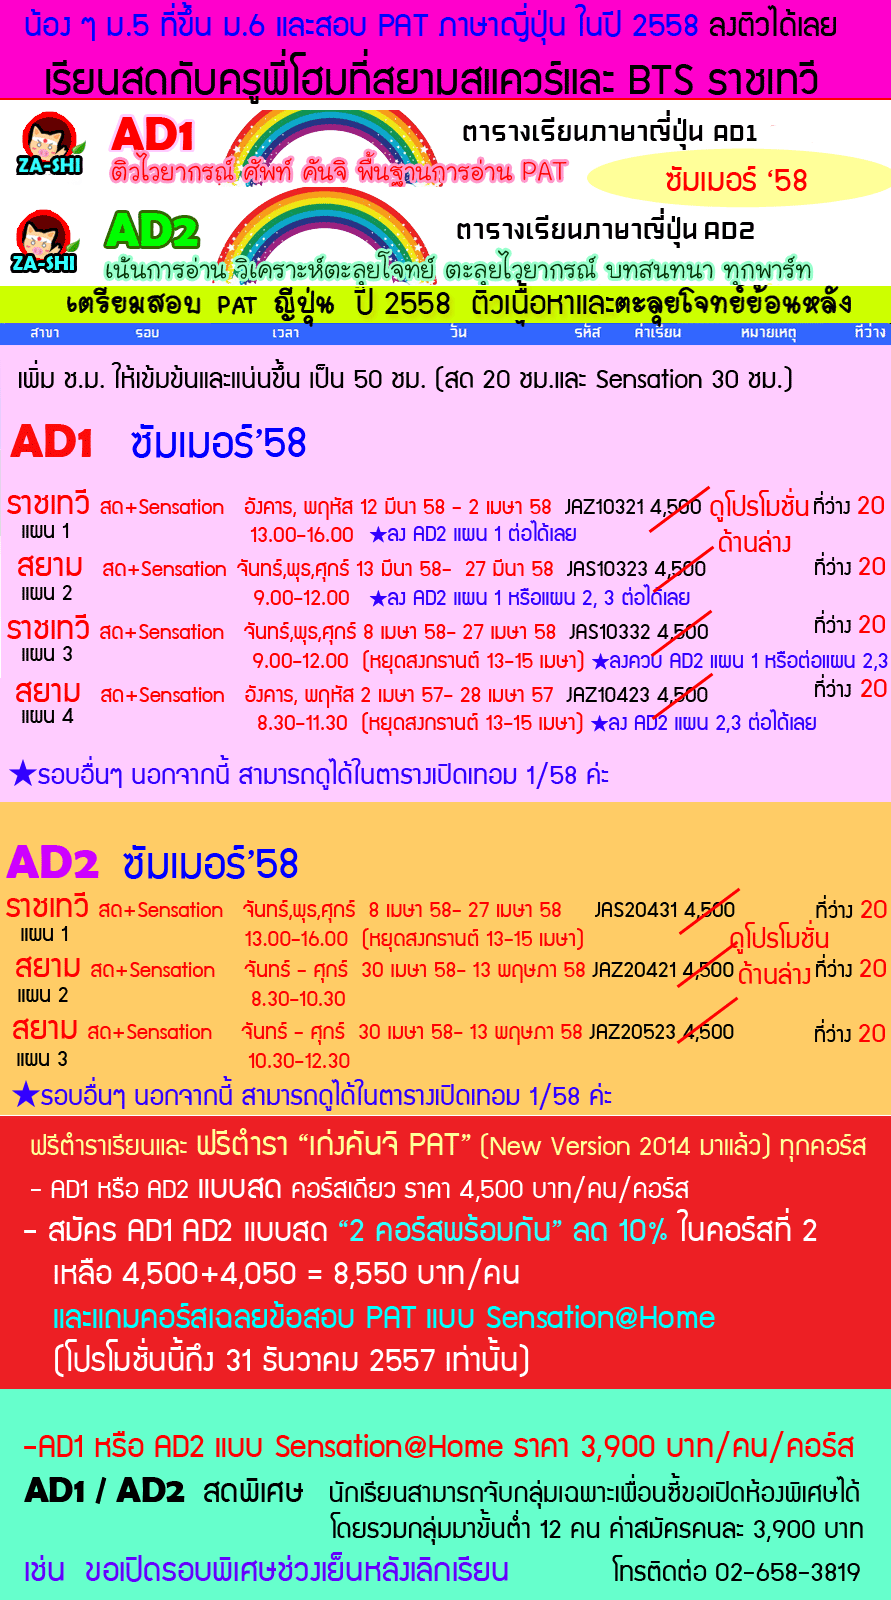 น้อง ๆ ม.5 ที่ขึ้น ม.6 และสอบ PAT ภาษาญี่ปุ่น ในปี 2558 ลงติวได้เลย
เรียนสดกับครูพี่โฮมที่สยามสแควร์และ BTS ราชเทวี
ZA-SHI AD1 ตารางเรียนภาษาญี่ปุ่น AD1
ติวไวยากรณ์ ศัพท์ คันจิ พื้นฐานการอ่าน PAT ซัมเมอร์ ‘58
ZA-SHI AD2 ตารางเรียนภาษาญี่ปุ่น AD2
เน้นการอ่าน วิเคราะห์ตะลุยโจทย์ ตะลุยไวยากรณ์ บทสนทนา ทุกพาร์ท
เตรียมสอบ PAT ญี่ปุ่น ปี 2558 ติวเนื้อหาและตะลุยโจทย์ย้อนหลัง
สาขา รอบ เวลา วัน รหัส ค่าเรียน หมายเหตุ ที่ว่าง
เพิ่ม ช.ม. ให้เข้มข้นและแน่นขึ้น เป็น 50 ชม. (สด 20 ชม.และ Sensation 30 ชม.)
AD1 ซัมเมอร์’58
ราชเทวี สด+Sensation อังคาร, พฤหัส 12 มีนา 58 - 2 เมษา 58 JAZ10321 4,500 ดูโปรโมชั่น ที่ว่าง 20
แผน 1 13.00-16.00 ★ลง AD2 แผน 1 ต่อได้เลย ด้านล่าง
สยาม สด+Sensation จันทร์,พุธ,ศุกร์ 13 มีนา 58- 27 มีนา 58 JAS10323 4,500 ที่ว่าง 20
แผน 2 9.00-12.00 ★ลง AD2 แผน 1 หรือแผน 2, 3 ต่อได้เลย
ราชเทวี สด+Sensation จันทร์,พุธ,ศุกร์ 8 เมษา 58- 27 เมษา 58 JAS10332 4,500 ที่ว่าง 20
แผน 3 9.00-12.00 (หยุดสงกรานต์ 13-15 เมษา) ★ลงควบ AD2 แผน 1 หรือต่อแผน 2,3
สยาม สด+Sensation อังคาร, พฤหัส 2 เมษา 57- 28 เมษา 57 JAZ10423 4,500 ที่ว่าง 20
แผน 4 8.30-11.30 (หยุดสงกรานต์ 13-15 เมษา) ★ลง AD2 แผน 2,3 ต่อได้เลย
★รอบอื่นๆ นอกจากนี้ สามารถดูได้ในตารางเปิดเทอม 1/58 ค่ะ
AD2 ซัมเมอร์’58
ราชเทวี สด+Sensation จันทร์,พุธ,ศุกร์ 8 เมษา 58- 27 เมษา 58 JAS20431 4,500 ที่ว่าง 20
แผน 1 13.00-16.00 (หยุดสงกรานต์ 13-15 เมษา) ดูโปรโมชั่น
สยาม สด+Sensation จันทร์ - ศุกร์ 30 เมษา 58- 13 พฤษภา 58 JAZ20421 4,500 ด้านล่าง ที่ว่าง 20
แผน 2 8.30-10.30
สยาม สด+Sensation จันทร์ - ศุกร์ 30 เมษา 58- 13 พฤษภา 58 JAZ20523 4,500 ที่ว่าง 20
แผน 3 10.30-12.30
★รอบอื่นๆ นอกจากนี้ สามารถดูได้ในตารางเปิดเทอม 1/58 ค่ะ
ฟรีตำราเรียนและ ฟรีตำรา “เก่งคันจิ PAT” (New Version 2014 มาแล้ว) ทุกคอร์ส
- AD1 หรือ AD2 แบบสด คอร์สเดียว ราคา 4,500 บาท/คน/คอร์ส
- สมัคร AD1 AD2 แบบสด “2 คอร์สพร้อมกัน” ลด 10% ในคอร์สที่ 2
เหลือ 4,500+4,050 = 8,550 บาท/คน
และแถมคอร์สเฉลยข้อสอบ PAT แบบ Sensation@Home
(โปรโมชั่นนี้ถึง 31 ธันวาคม 2557 เท่านั้น)
-AD1 หรือ AD2 แบบ Sensation@Home ราคา 3,900 บาท/คน/คอร์ส
AD1 / AD2 สดพิเศษ นักเรียนสามารถจับกลุ่มเฉพาะเพื่อนซี้ขอเปิดห้องพิเศษได้
โดยรวมกลุ่มมาขั้นต่ำ 12 คน ค่าสมัครคนละ 3,900 บาท
เช่น ขอเปิดรอบพิเศษช่วงเย็นหลังเลิกเรียน โทรติดต่อ 02-658-3819